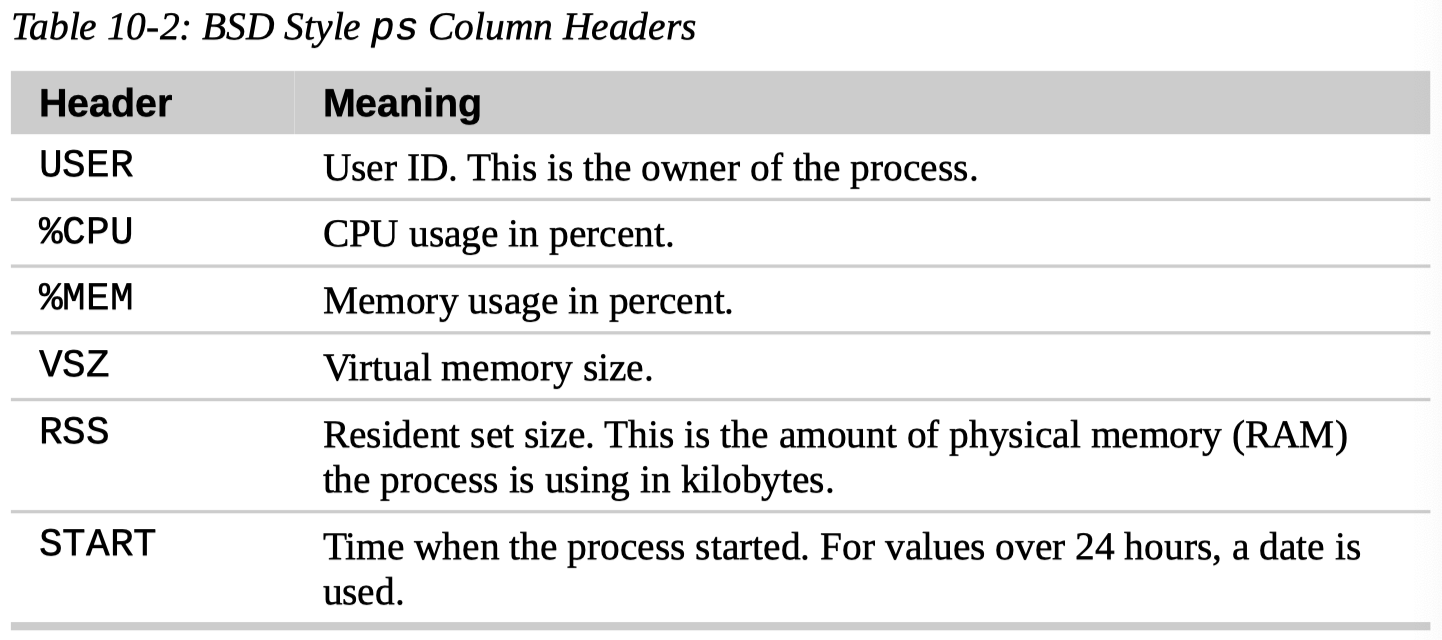 Table 10-2: BSD Style ps Column Headers
Header Meaning
USER User ID. This is the owner of the process.
%CPU CPU usage in percent.
%MEM Memory usage in percent.
VSZ Virtual memory size.
RSS Resident set size. This is the amount of physical memory (RAM)
the process is using in kilobytes.
START Time when the process started. For values over 24 hours, a date is
used.